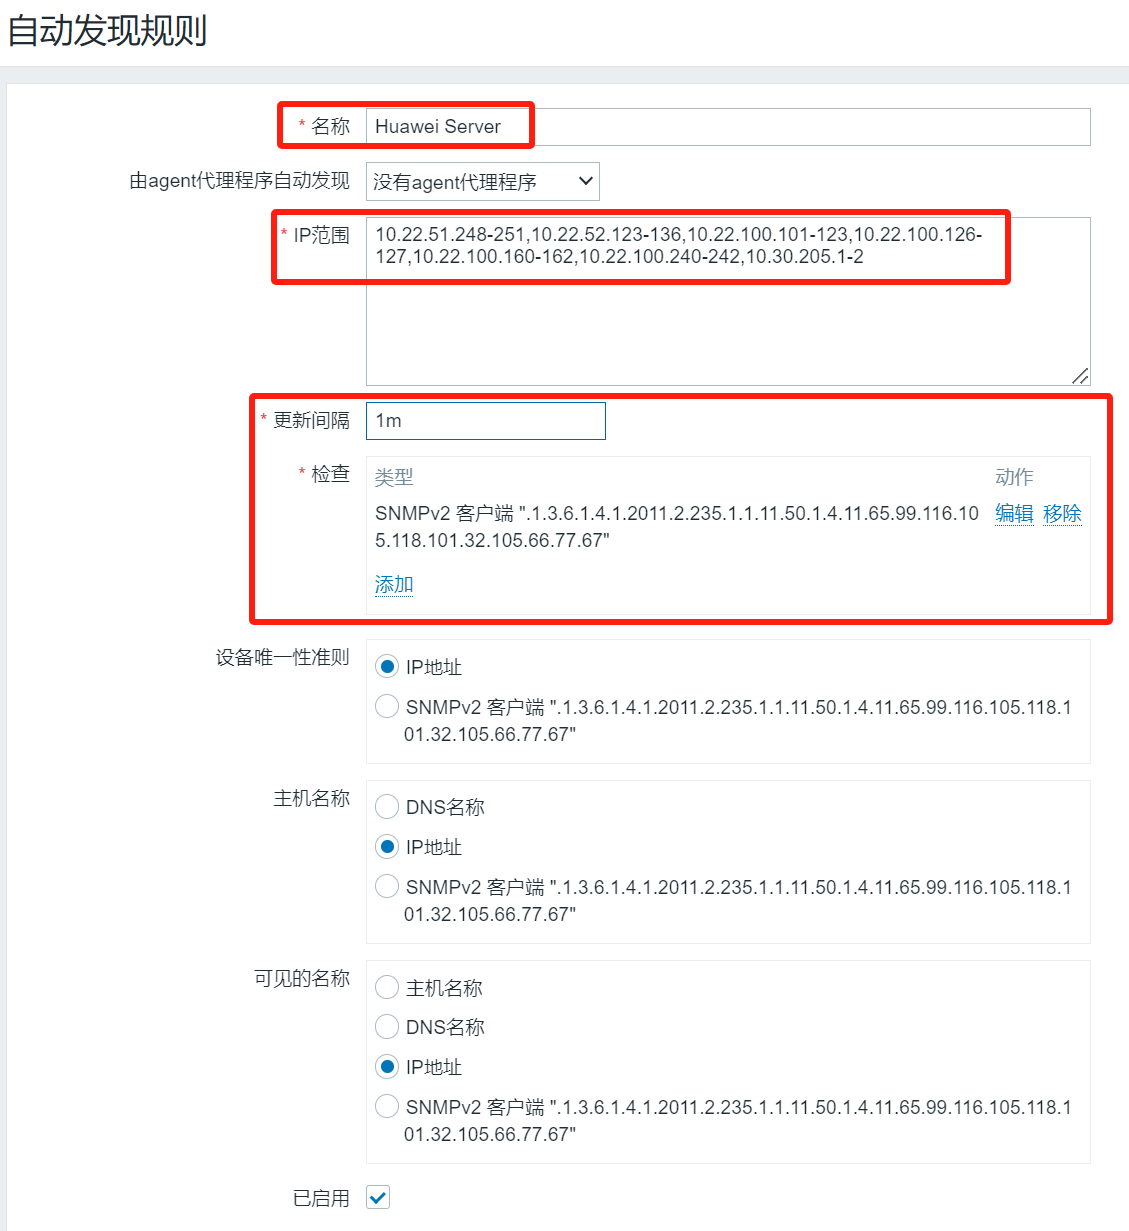 自动发现规则
* 名称 Huawei Server
由agent代理程序自动发现 没有agent代理程序
* IP范围 10.22.51.248-251,10.22.52.123-136,10.22.100.101-123,10.22.100.126-
127,10.22.100.160-162,10.22.100.240-242,10.30.205.1-2
* 更新间隔 1m
* 检查 类型 动作
SNMPv2 客户端 ".1.3.6.1.4.1.2011.2.235.1.1.11.50.1.4.11.65.99.116.10 编辑 移除
5.118.101.32.105.66.77.67"
添加
设备唯一性准则 IP地址
SNMPv2 客户端 ".1.3.6.1.4.1.2011.2.235.1.1.11.50.1.4.11.65.99.116.105.118.1
01.32.105.66.77.67"
主机名称 DNS名称
IP地址
SNMPv2 客户端 ".1.3.6.1.4.1.2011.2.235.1.1.11.50.1.4.11.65.99.116.105.118.1
01.32.105.66.77.67"
可见的名称 主机名称
DNS名称
IP地址
SNMPv2 客户端 ".1.3.6.1.4.1.2011.2.235.1.1.11.50.1.4.11.65.99.116.105.118.1
01.32.105.66.77.67"
已启用